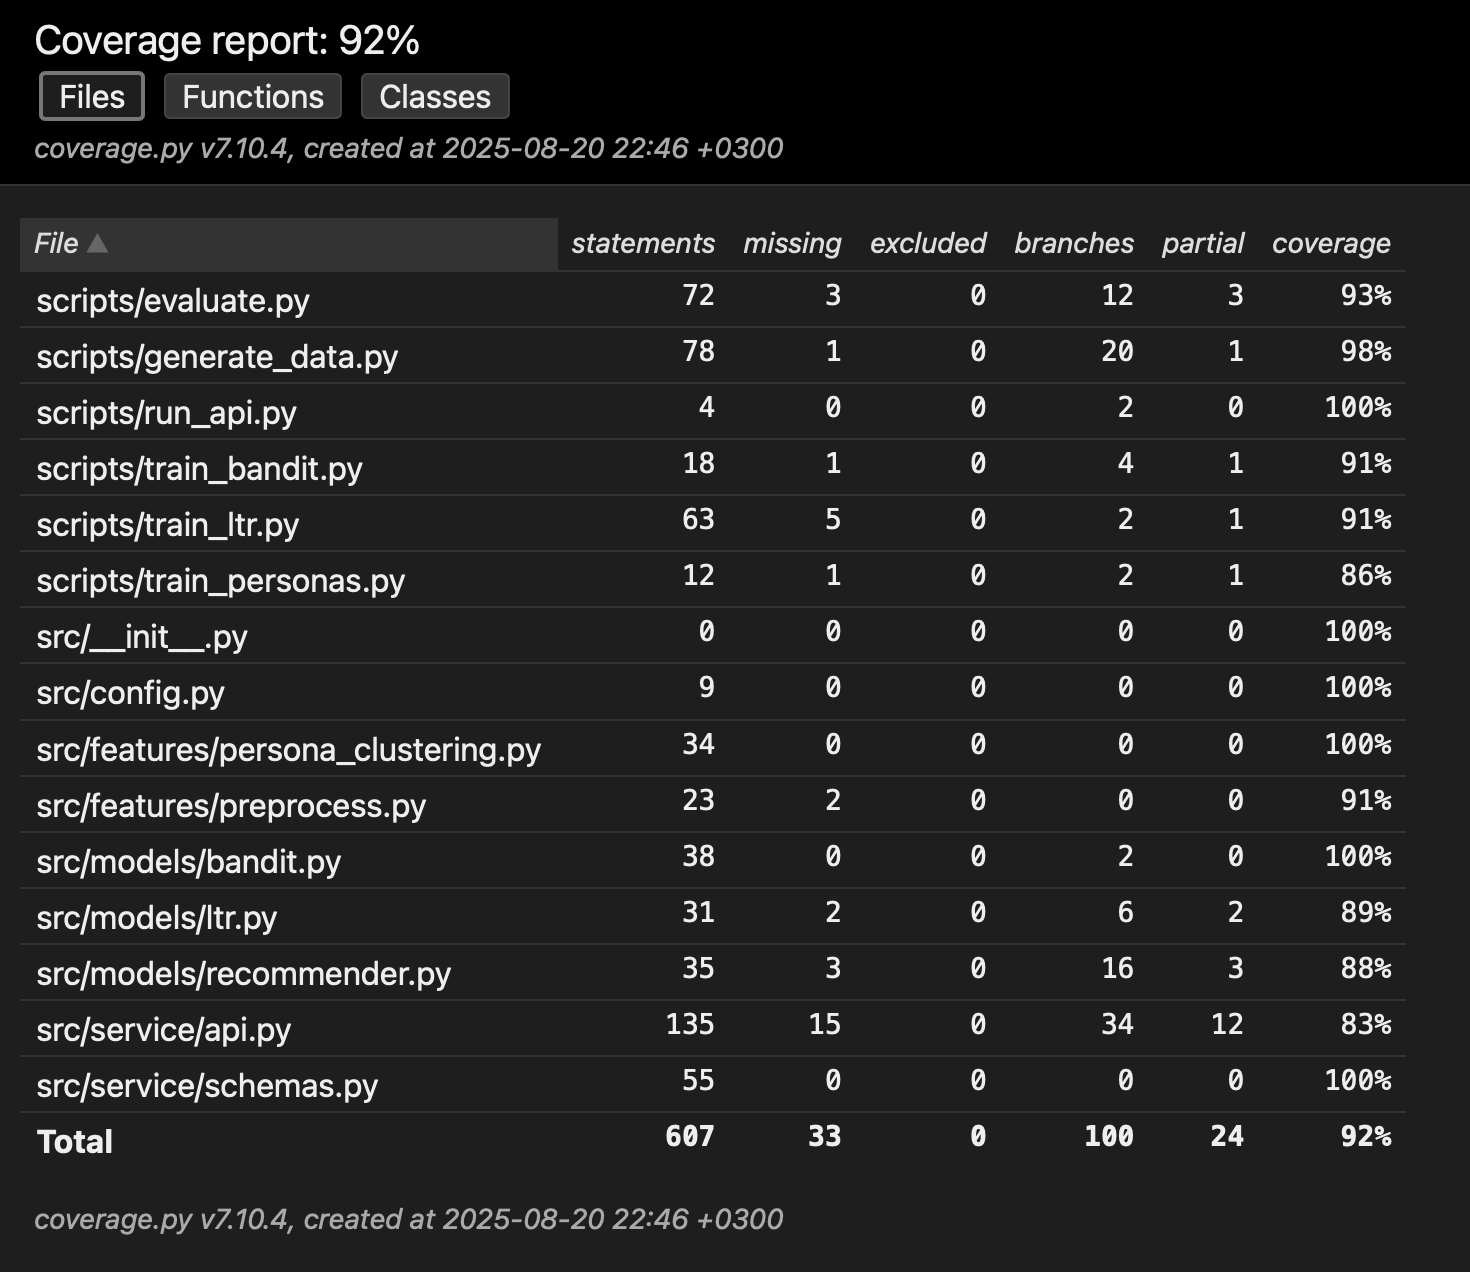 Coverage report: 92%
Files Functions Classes
coverage.py v7.10.4, created at 2025-08-20 22:46 +0300
File ▲ statements missing excluded branches partial coverage
scripts/evaluate.py 72 3 0 12 3 93%
scripts/generate_data.py 78 1 0 20 1 98%
scripts/run_api.py 4 0 0 2 0 100%
scripts/train_bandit.py 18 1 0 4 1 91%
scripts/train_ltr.py 63 5 0 2 1 91%
scripts/train_personas.py 12 1 0 2 1 86%
src/__init__.py 0 0 0 0 0 100%
src/config.py 9 0 0 0 0 100%
src/features/persona_clustering.py 34 0 0 0 0 100%
src/features/preprocess.py 23 2 0 0 0 91%
src/models/bandit.py 38 0 0 2 0 100%
src/models/ltr.py 31 2 0 6 2 89%
src/models/recommender.py 35 3 0 16 3 88%
src/service/api.py 135 15 0 34 12 83%
src/service/schemas.py 55 0 0 0 0 100%
Total 607 33 0 100 24 92%
coverage.py v7.10.4, created at 2025-08-20 22:46 +0300